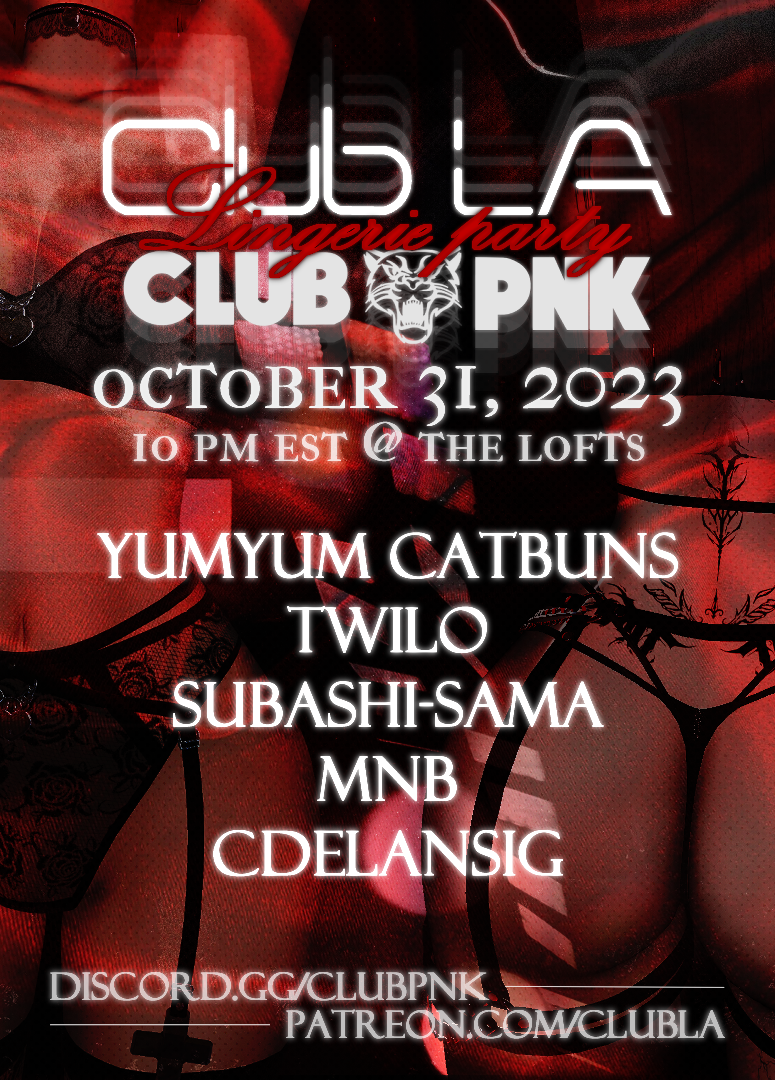 CLUB LA
Lingerie party
CLUB PNK
OCTOBER 31, 2023
10 PM EST @ THE LOFTS
YUMYUM CATBUNS
TWILO
SUBASHI-SAMA
MNB
CDELANSIG
DISCORD.GG/CLUBPNK
PATREON.COM/CLUBLA